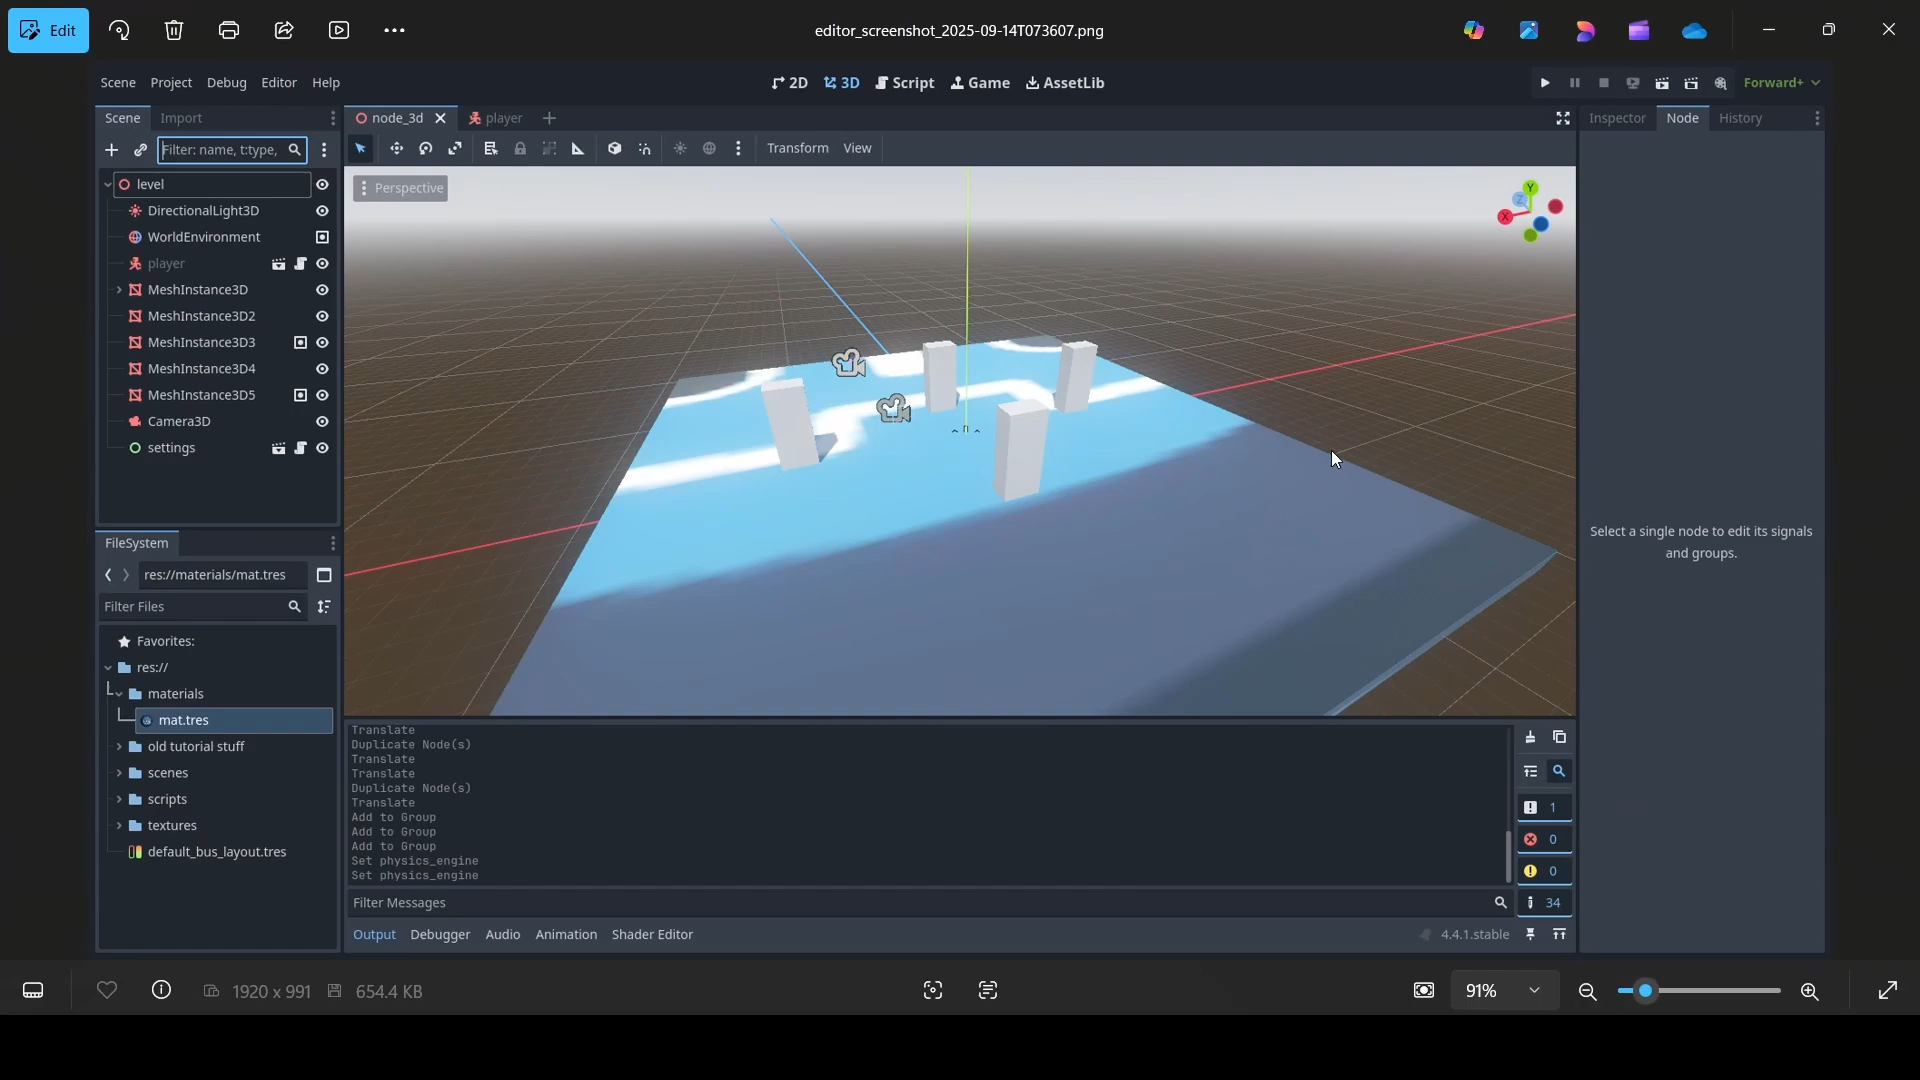 Edit
editor_screenshot_2025-09-14T073607.png
Scene Project Debug Editor Help
2D 3D Script Game AssetLib
Forward+
Scene Import
node_3d player
Inspector Node History
Filter: name, t:type,
Transform View
Perspective
Y
Z
X
level
DirectionalLight3D
WorldEnvironment
player
MeshInstance3D
MeshInstance3D2
MeshInstance3D3
MeshInstance3D4
MeshInstance3D5
Camera3D
settings
Select a single node to edit its signals
and groups.
FileSystem
res://materials/mat.tres
Filter Files
Favorites:
res://
materials
mat.tres
old tutorial stuff
scenes
scripts
textures
default_bus_layout.tres
Translate
Duplicate Node(s)
Translate
Translate
Duplicate Node(s)
Translate
Add to Group
Add to Group
Add to Group
Set physics_engine
Set physics_engine
1
0
0
34
Filter Messages
Output Debugger Audio Animation Shader Editor
4.4.1.stable
1920 x 991 654.4 KB
91%